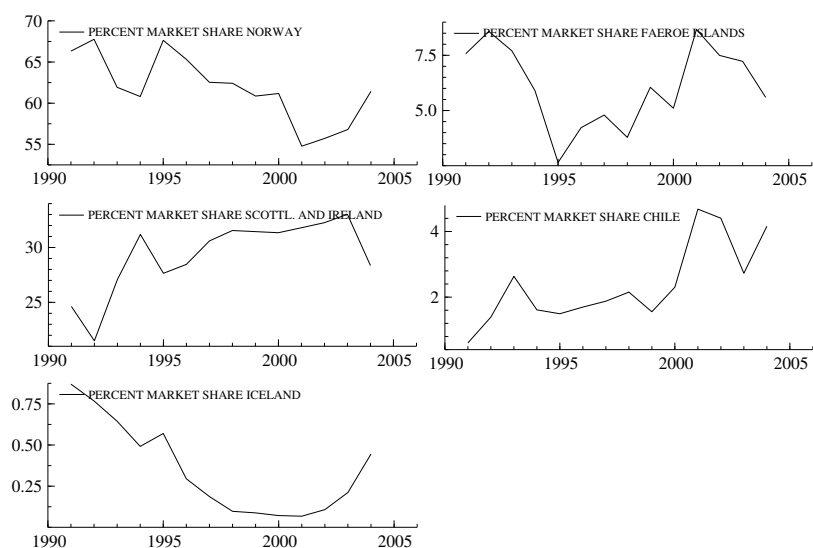 70
PERCENT MARKET SHARE NORWAY
65
60
55
1990 1995 2000 2005
PERCENT MARKET SHARE FAEROE ISLANDS
7.5
5.0
1990 1995 2000 2005
PERCENT MARKET SHARE SCOTTL. AND IRELAND
30
25
1990 1995 2000 2005
PERCENT MARKET SHARE CHILE
4
2
1990 1995 2000 2005
PERCENT MARKET SHARE ICELAND
0.75
0.50
0.25
1990 1995 2000 2005